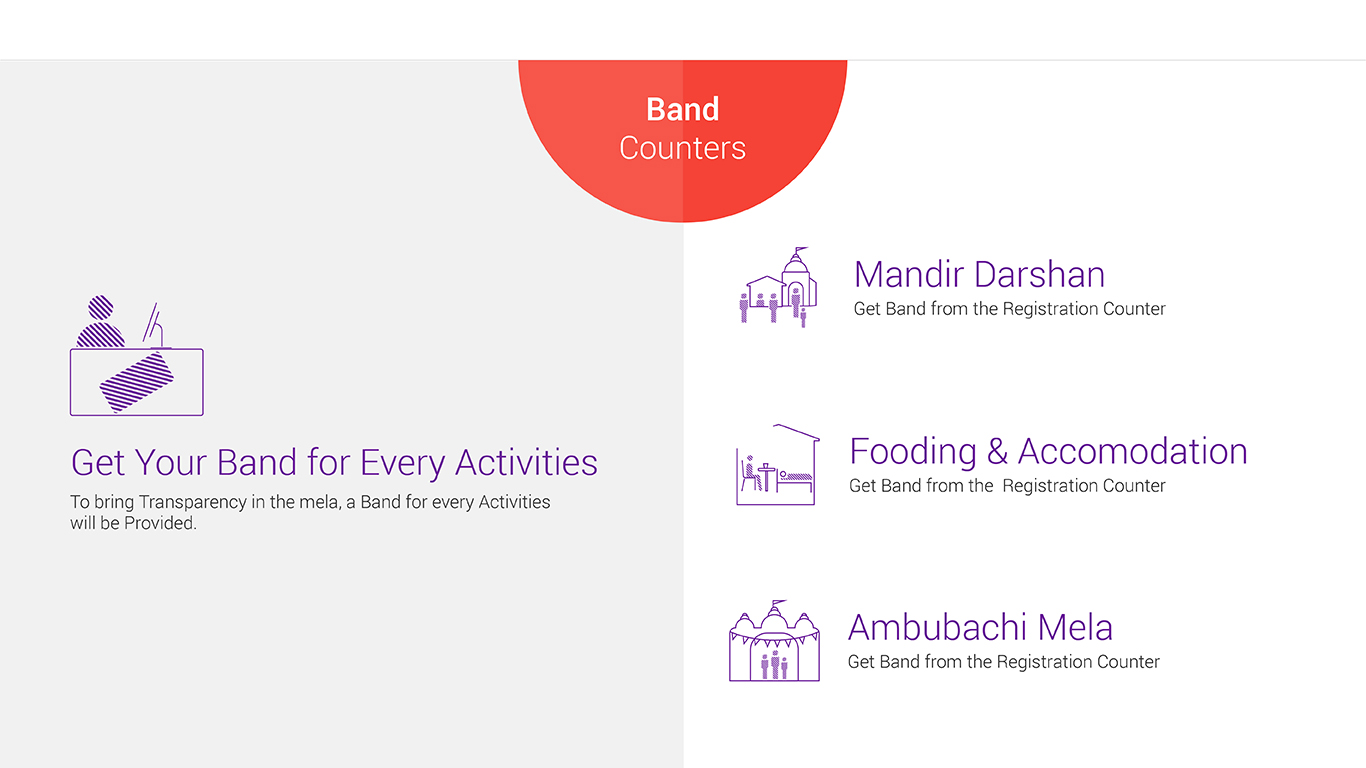 Band
Counters
Get Your Band for Every Activities
To bring Transparency in the mela, a Band for every Activities
will be Provided.
Mandir Darshan
Get Band from the Registration Counter
Fooding & Accomodation
Get Band from the  Registration Counter
Ambubachi Mela
Get Band from the Registration Counter